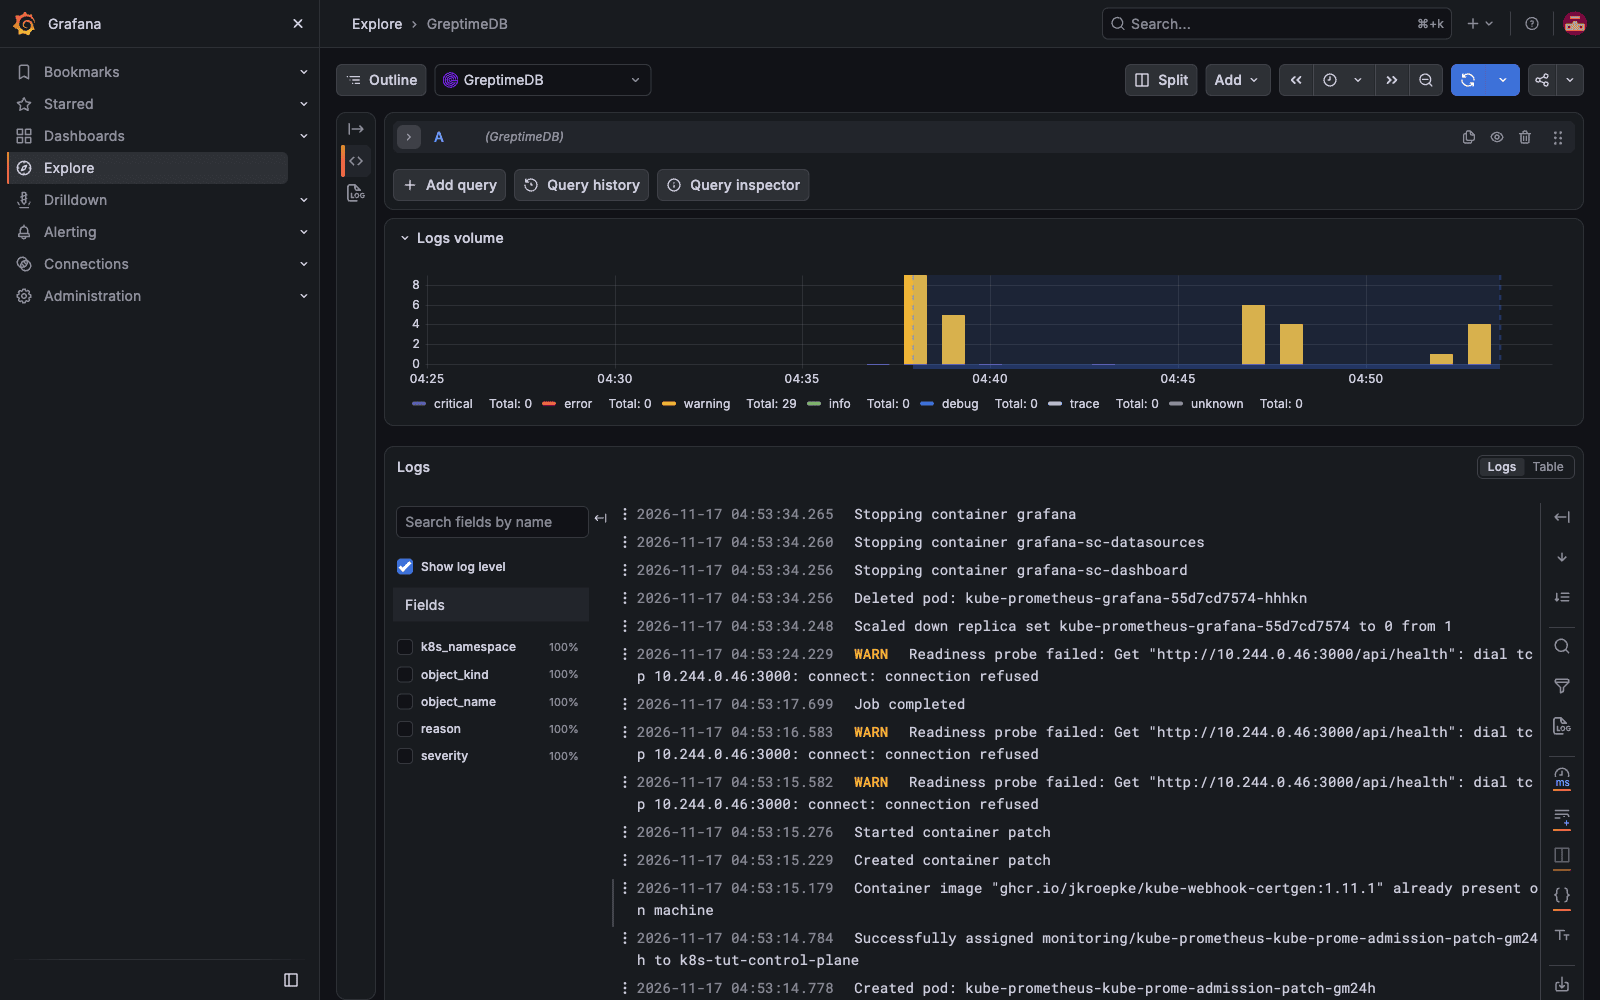 Grafana
Explore › GreptimeDB
Search...
⌘+k
Bookmarks
Starred
Dashboards
Explore
Drilldown
Alerting
Connections
Administration
Outline
GreptimeDB
Split
Add
A (GreptimeDB)
Add query
Query history
Query inspector
LOG
Logs volume
8
6
4
2
0
04:25 04:30 04:35 04:40 04:45 04:50
critical Total: 0 error Total: 0 warning Total: 29 info Total: 0 debug Total: 0 trace Total: 0 unknown Total: 0
Logs
Logs Table
Search fields by name
Show log level
Fields
k8s_namespace 100%
object_kind 100%
object_name 100%
reason 100%
severity 100%
2026-11-17 04:53:34.265 Stopping container grafana
2026-11-17 04:53:34.260 Stopping container grafana-sc-datasources
2026-11-17 04:53:34.256 Stopping container grafana-sc-dashboard
2026-11-17 04:53:34.256 Deleted pod: kube-prometheus-grafana-55d7cd7574-hhhkn
2026-11-17 04:53:34.248 Scaled down replica set kube-prometheus-grafana-55d7cd7574 to 0 from 1
2026-11-17 04:53:24.229 WARN Readiness probe failed: Get "http://10.244.0.46:3000/api/health": dial tc
p 10.244.0.46:3000: connect: connection refused
2026-11-17 04:53:17.699 Job completed
2026-11-17 04:53:16.583 WARN Readiness probe failed: Get "http://10.244.0.46:3000/api/health": dial tc
p 10.244.0.46:3000: connect: connection refused
2026-11-17 04:53:15.582 WARN Readiness probe failed: Get "http://10.244.0.46:3000/api/health": dial tc
p 10.244.0.46:3000: connect: connection refused
2026-11-17 04:53:15.276 Started container patch
2026-11-17 04:53:15.229 Created container patch
2026-11-17 04:53:15.179 Container image "ghcr.io/jkroepke/kube-webhook-certgen:1.11.1" already present o
n machine
2026-11-17 04:53:14.784 Successfully assigned monitoring/kube-prometheus-kube-prome-admission-patch-gm24
h to k8s-tut-control-plane
2026-11-17 04:53:14.778 Created pod: kube-prometheus-kube-prome-admission-patch-gm24h
LOG
ms
{}
TT